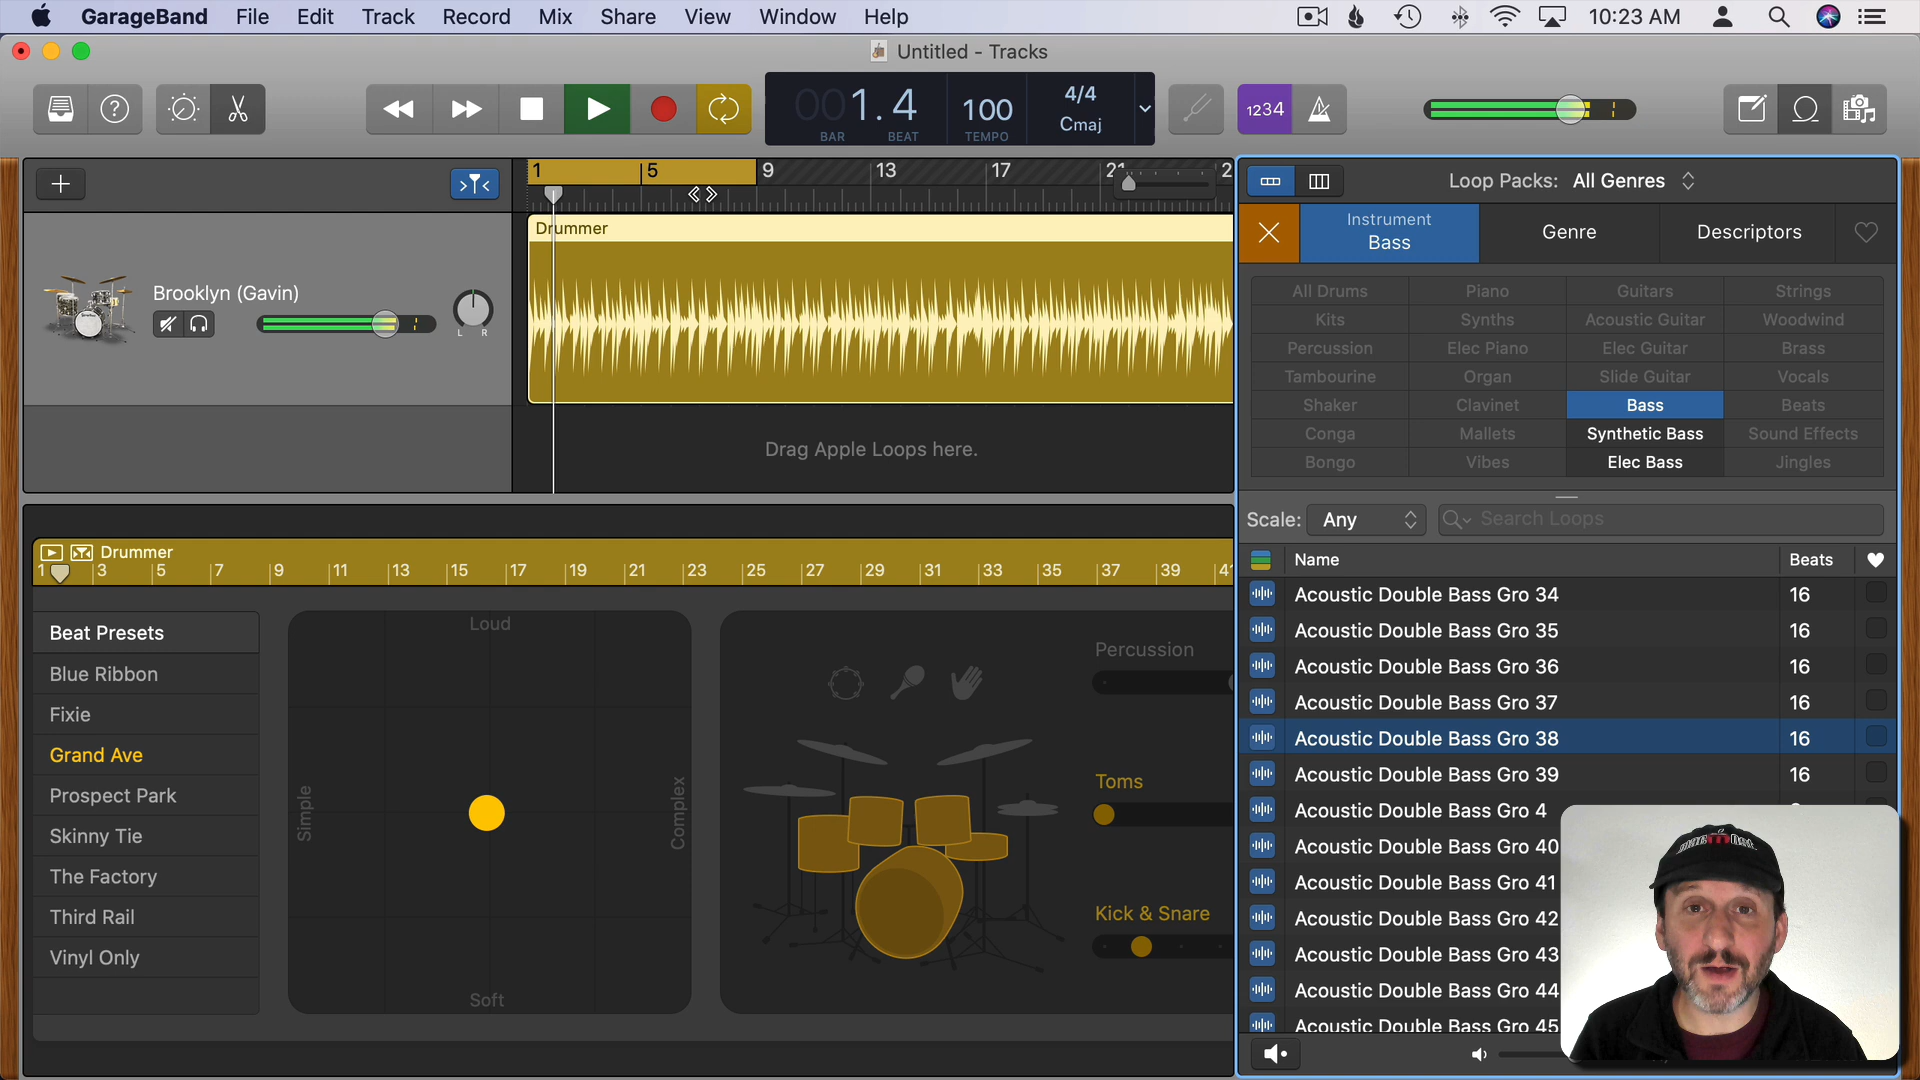 GarageBand File Edit Track Record Mix Share View Window Help 10:23 AM
Untitled - Tracks
001.4
BAR BEAT
100
TEMPO
4/4
Cmaj
1234
1 5 9 13 17 21 2
Loop Packs: All Genres
Instrument
Bass
Genre
Descriptors
Drummer
Brooklyn (Gavin)
L R
Drag Apple Loops here.
All Drums Piano Guitars Strings
Kits Synths Acoustic Guitar Woodwind
Percussion Elec Piano Elec Guitar Brass
Tambourine Organ Slide Guitar Vocals
Shaker Clavinet Bass Beats
Conga Mallets Synthetic Bass Sound Effects
Bongo Vibes Elec Bass Jingles
Scale: Any Search Loops
Name Beats
Acoustic Double Bass Gro 34 16
Acoustic Double Bass Gro 35 16
Acoustic Double Bass Gro 36 16
Acoustic Double Bass Gro 37 16
Acoustic Double Bass Gro 38 16
Acoustic Double Bass Gro 39 16
Acoustic Double Bass Gro 4
Acoustic Double Bass Gro 40
Acoustic Double Bass Gro 41
Acoustic Double Bass Gro 42
Acoustic Double Bass Gro 43
Acoustic Double Bass Gro 44
Acoustic Double Bass Gro 45
Drummer
1 3 5 7 9 11 13 15 17 19 21 23 25 27 29 31 33 35 37 39 41
Beat Presets
Blue Ribbon
Fixie
Grand Ave
Prospect Park
Skinny Tie
The Factory
Third Rail
Vinyl Only
Loud
Simple
Complex
Soft
Percussion
Toms
Kick & Snare